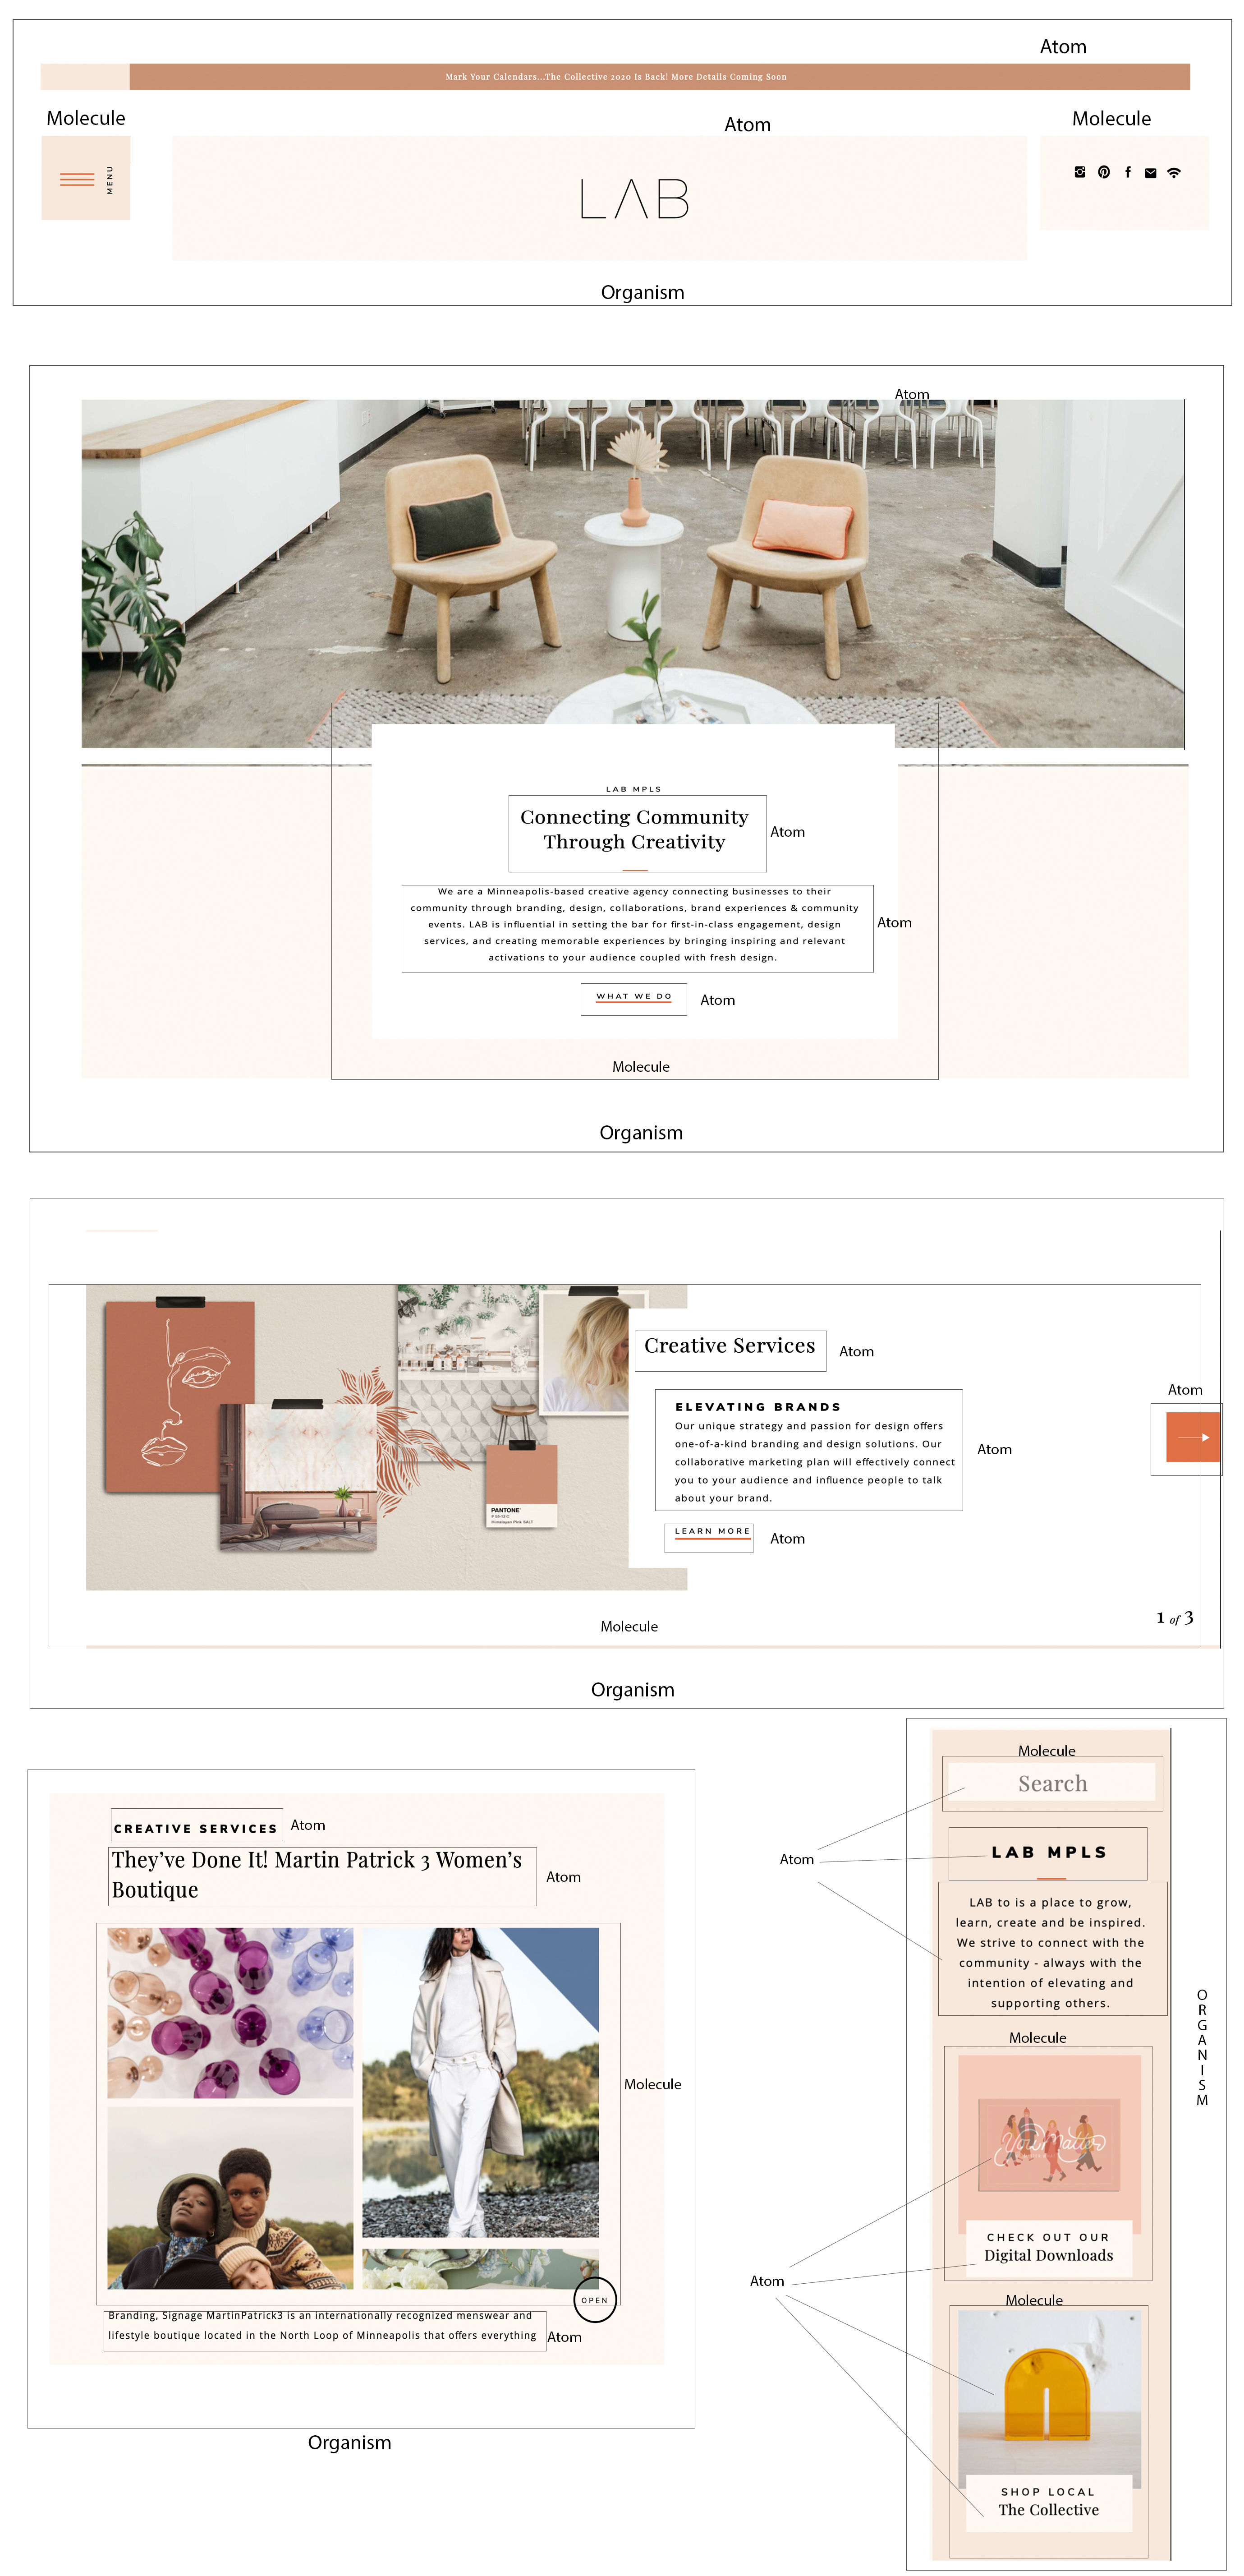 Atom
Mark Your Calendars...The Collective 2020 Is Back! More Details Coming Soon
Molecule
Atom
Molecule
MENU
LAB
Organism
Atom
LAB MPLS
Connecting Community
Through Creativity
Atom
We are a Minneapolis-based creative agency connecting businesses to their
community through branding, design, collaborations, brand experiences & community
events. LAB is influential in setting the bar for first-in-class engagement, design
services, and creating memorable experiences by bringing inspiring and relevant
activations to your audience coupled with fresh design.
Atom
WHAT WE DO
Atom
Molecule
Organism
Creative Services
Atom
ELEVATING BRANDS
Our unique strategy and passion for design offers
one-of-a-kind branding and design solutions. Our
collaborative marketing plan will effectively connect
you to your audience and influence people to talk
about your brand.
Atom
Atom
LEARN MORE
Atom
PANTONE
Himalayan Pink SALT
1 of 3
Molecule
Organism
CREATIVE SERVICES
Atom
They’ve Done It! Martin Patrick 3 Women’s
Boutique
Atom
Molecule
OPEN
Branding, Signage MartinPatrick3 is an internationally recognized menswear and
lifestyle boutique located in the North Loop of Minneapolis that offers everything
Atom
Organism
Molecule
Search
Atom
LAB MPLS
LAB to is a place to grow,
learn, create and be inspired.
We strive to connect with the
community - always with the
intention of elevating and
supporting others.
ORGANISM
Molecule
You Matter
CHECK OUT OUR
Digital Downloads
Atom
Molecule
SHOP LOCAL
The Collective